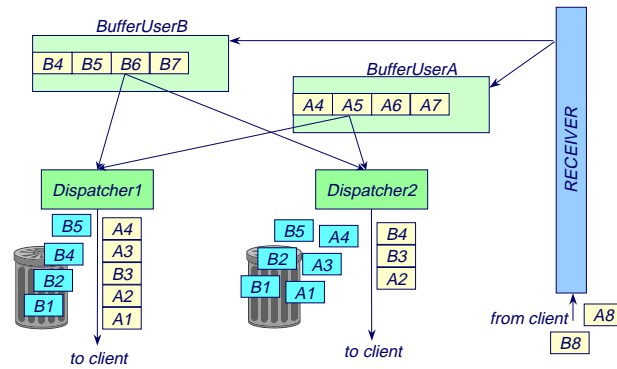 BufferUserB
B4 B5 B6 B7
BufferUserA
A4 A5 A6 A7
RECEIVER
Dispatcher1
Dispatcher2
B5
A4
B4
A3
B2
B3
B1
A2
A1
to client
B5
A4
B2
A3
B1
A1
B4
B3
A2
to client
from client
A8
B8